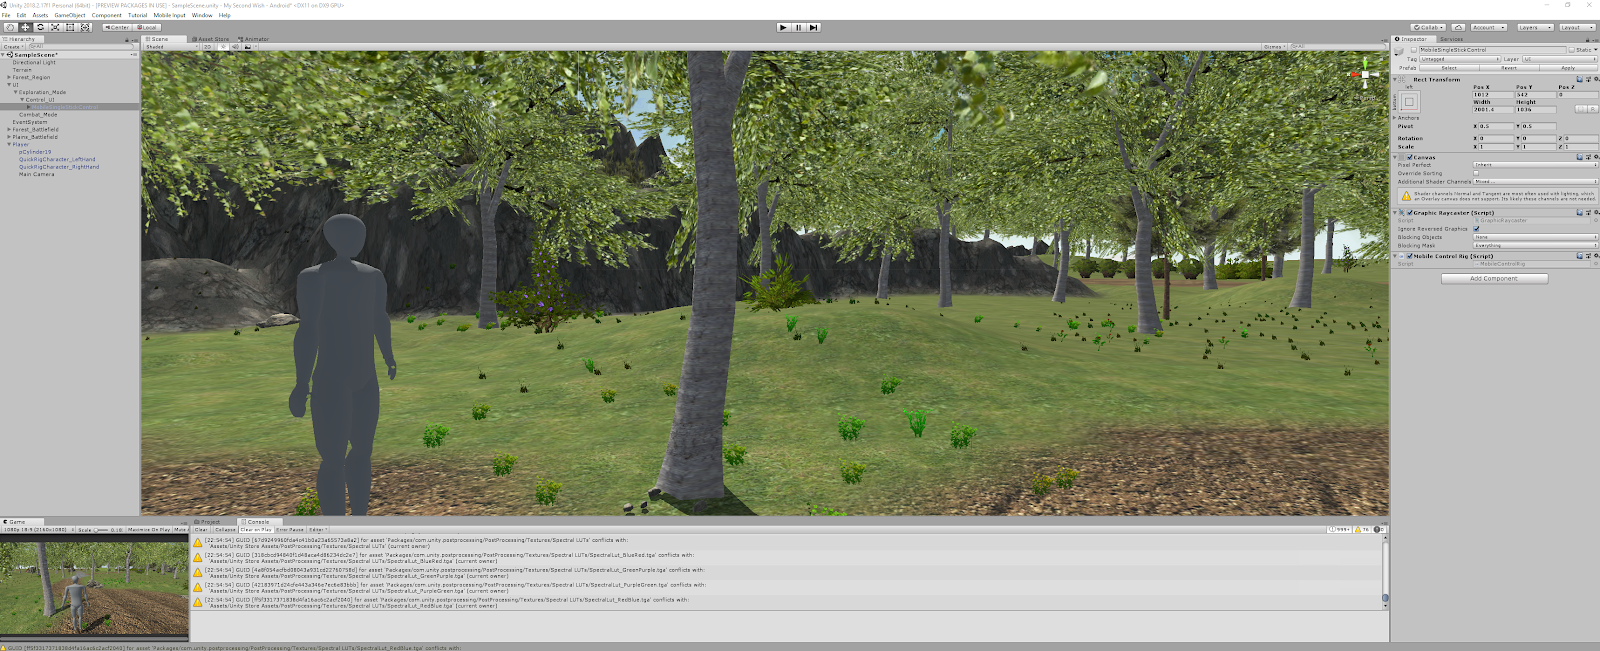 Unity 2018.2.17f1 Personal (64bit) - [PREVIEW PACKAGES IN USE] - SampleScene.unity - My Second Wish - Android* <DX11 on DX9 GPU>
File Edit Assets GameObject Component Tutorial Mobile Input Window Help
Center Local
Collab Account Layers Layout
Hierarchy
Create
SampleScene*
Directional Light
Terrain
Forest_Region
UI
Exploration_Mode
Control_UI
MobileSingleStickControl
Combat_Mode
EventSystem
Forest_Battlefield
Plains_Battlefield
Player
pCylinder19
QuickRigCharacter_LeftHand
QuickRigCharacter_RightHand
Main Camera
Scene Asset Store Animator
Shaded 2D Gizmos
Game
1080p 18:9 (2160x1080) Scale 0.18 Maximize On Play Mute
Project Console
Clear Collapse Clear on Play Error Pause Editor 999+ 76 0
[22:54:54] GUID [67d9249960fda4o41b0a23a65573a8a2] for asset 'Packages/com.unity.postprocessing/PostProcessing/Textures/Spectral LUTs' conflicts with:
'Assets/Unity Store Assets/PostProcessing/Textures/Spectral LUTs' (current owner)
[22:54:54] GUID [318cbcd94840f1d48aca4d86234dc2e7] for asset 'Packages/com.unity.postprocessing/PostProcessing/Textures/Spectral LUTs/SpectralLut_BlueRed.tga' conflicts with:
'Assets/Unity Store Assets/PostProcessing/Textures/Spectral LUTs/SpectralLut_BlueRed.tga' (current owner)
[22:54:54] GUID [4a8f054acfbd08043a931cd22760758d] for asset 'Packages/com.unity.postprocessing/PostProcessing/Textures/Spectral LUTs/SpectralLut_GreenPurple.tga' conflicts with:
'Assets/Unity Store Assets/PostProcessing/Textures/Spectral LUTs/SpectralLut_GreenPurple.tga' (current owner)
[22:54:54] GUID [42183971d24cfe443a346e7ec6e83bbb] for asset 'Packages/com.unity.postprocessing/PostProcessing/Textures/Spectral LUTs/SpectralLut_PurpleGreen.tga' conflicts with:
'Assets/Unity Store Assets/PostProcessing/Textures/Spectral LUTs/SpectralLut_PurpleGreen.tga' (current owner)
[22:54:54] GUID [ff5f3317371838d4fa16ac6c2acf2040] for asset 'Packages/com.unity.postprocessing/PostProcessing/Textures/Spectral LUTs/SpectralLut_RedBlue.tga' conflicts with:
'Assets/Unity Store Assets/PostProcessing/Textures/Spectral LUTs/SpectralLut_RedBlue.tga' (current owner)
GUID [ff5f3317371838d4fa16ac6c2acf2040] for asset 'Packages/com.unity.postprocessing/PostProcessing/Textures/Spectral LUTs/SpectralLut_RedBlue.tga' conflicts with:
Inspector Services
MobileSingleStickControl Static
Tag Untagged Layer UI
Prefab Select Revert Apply
Rect Transform
left Pos X Pos Y Pos Z
1012 542 0
Width Height
2001.4 1036
Anchors
Pivot X 0.5 Y 0.5
Rotation X 0 Y 0 Z 0
Scale X 1 Y 1 Z 1
Canvas
Pixel Perfect Inherit
Override Sorting
Additional Shader Channels Mixed...
Shader channels Normal and Tangent are most often used with lighting, which
an Overlay canvas does not support. Its likely these channels are not needed.
Graphic Raycaster (Script)
Script GraphicRaycaster
Ignore Reversed Graphics
Blocking Objects None
Blocking Mask Everything
Mobile Control Rig (Script)
Script MobileControlRig
Add Component